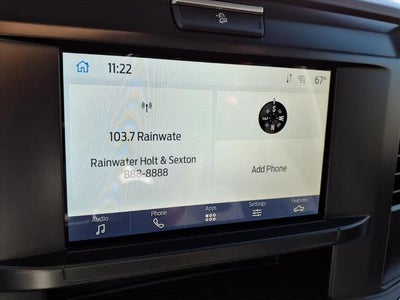 11:22
67°
103.7 Rainwate
Rainwater Holt & Sexton
888-8888
Add Phone
Audio
Phone
Apps
Settings
Features